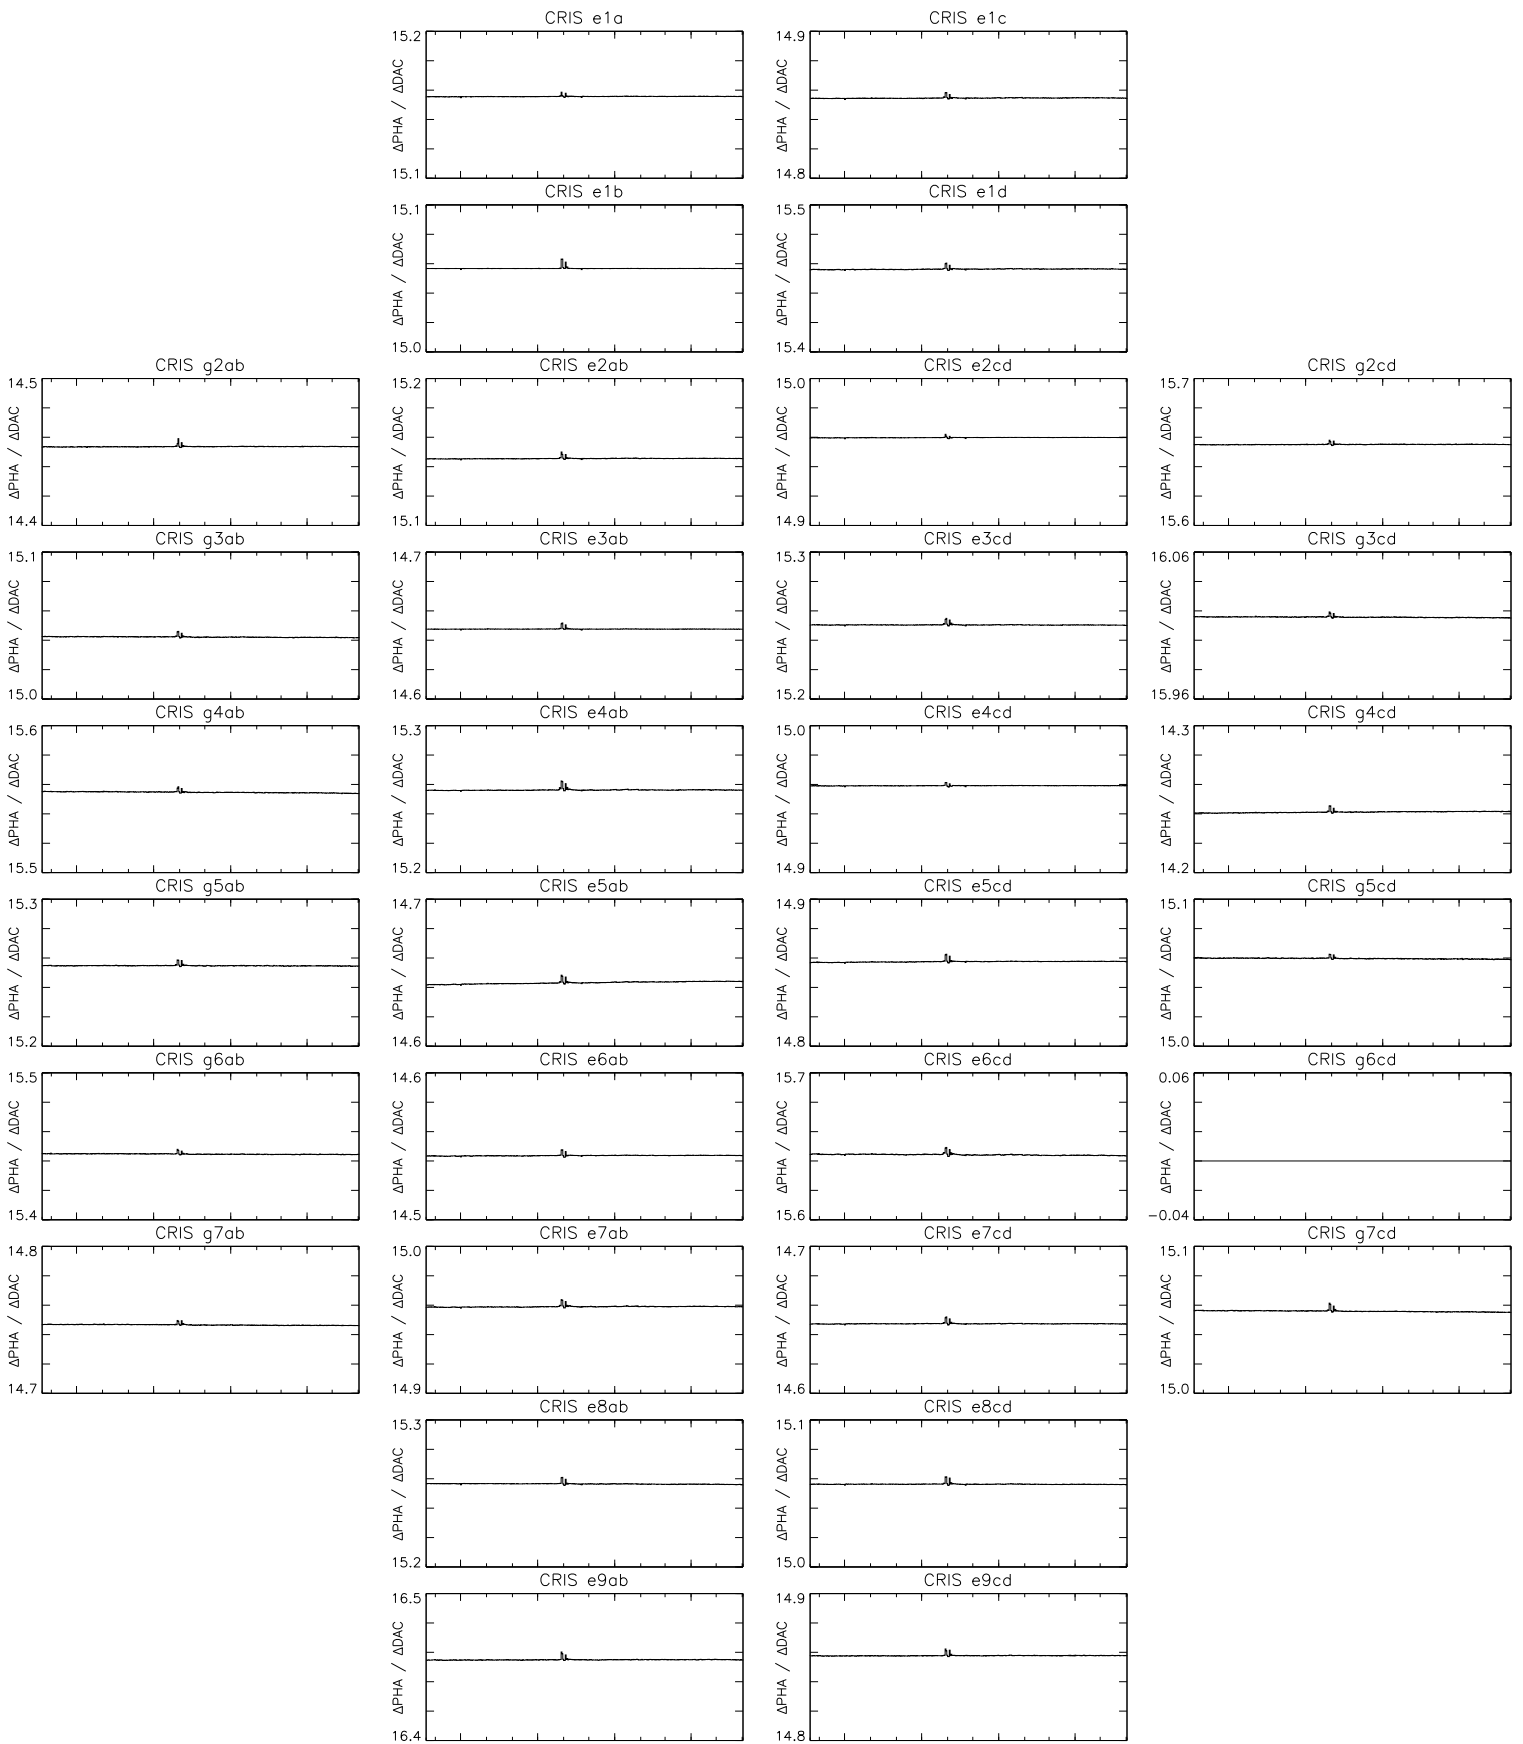 CRIS e1a
15.2
ΔPHA / ΔDAC
15.1
CRIS e1c
14.9
ΔPHA / ΔDAC
14.8
CRIS e1b
15.1
ΔPHA / ΔDAC
15.0
CRIS e1d
15.5
ΔPHA / ΔDAC
15.4
CRIS g2ab
14.5
ΔPHA / ΔDAC
14.4
CRIS e2ab
15.2
ΔPHA / ΔDAC
15.1
CRIS e2cd
15.0
ΔPHA / ΔDAC
14.9
CRIS g2cd
15.7
ΔPHA / ΔDAC
15.6
CRIS g3ab
15.1
ΔPHA / ΔDAC
15.0
CRIS e3ab
14.7
ΔPHA / ΔDAC
14.6
CRIS e3cd
15.3
ΔPHA / ΔDAC
15.2
CRIS g3cd
16.06
ΔPHA / ΔDAC
15.96
CRIS g4ab
15.6
ΔPHA / ΔDAC
15.5
CRIS e4ab
15.3
ΔPHA / ΔDAC
15.2
CRIS e4cd
15.0
ΔPHA / ΔDAC
14.9
CRIS g4cd
14.3
ΔPHA / ΔDAC
14.2
CRIS g5ab
15.3
ΔPHA / ΔDAC
15.2
CRIS e5ab
14.7
ΔPHA / ΔDAC
14.6
CRIS e5cd
14.9
ΔPHA / ΔDAC
14.8
CRIS g5cd
15.1
ΔPHA / ΔDAC
15.0
CRIS g6ab
15.5
ΔPHA / ΔDAC
15.4
CRIS e6ab
14.6
ΔPHA / ΔDAC
14.5
CRIS e6cd
15.7
ΔPHA / ΔDAC
15.6
CRIS g6cd
0.06
ΔPHA / ΔDAC
−0.04
CRIS g7ab
14.8
ΔPHA / ΔDAC
14.7
CRIS e7ab
15.0
ΔPHA / ΔDAC
14.9
CRIS e7cd
14.7
ΔPHA / ΔDAC
14.6
CRIS g7cd
15.1
ΔPHA / ΔDAC
15.0
CRIS e8ab
15.3
ΔPHA / ΔDAC
15.2
CRIS e8cd
15.1
ΔPHA / ΔDAC
15.0
CRIS e9ab
16.5
ΔPHA / ΔDAC
16.4
CRIS e9cd
14.9
ΔPHA / ΔDAC
14.8